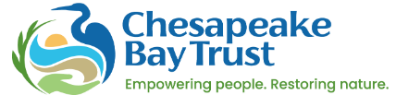 Chesapeake
Bay Trust
Empowering people. Restoring nature.